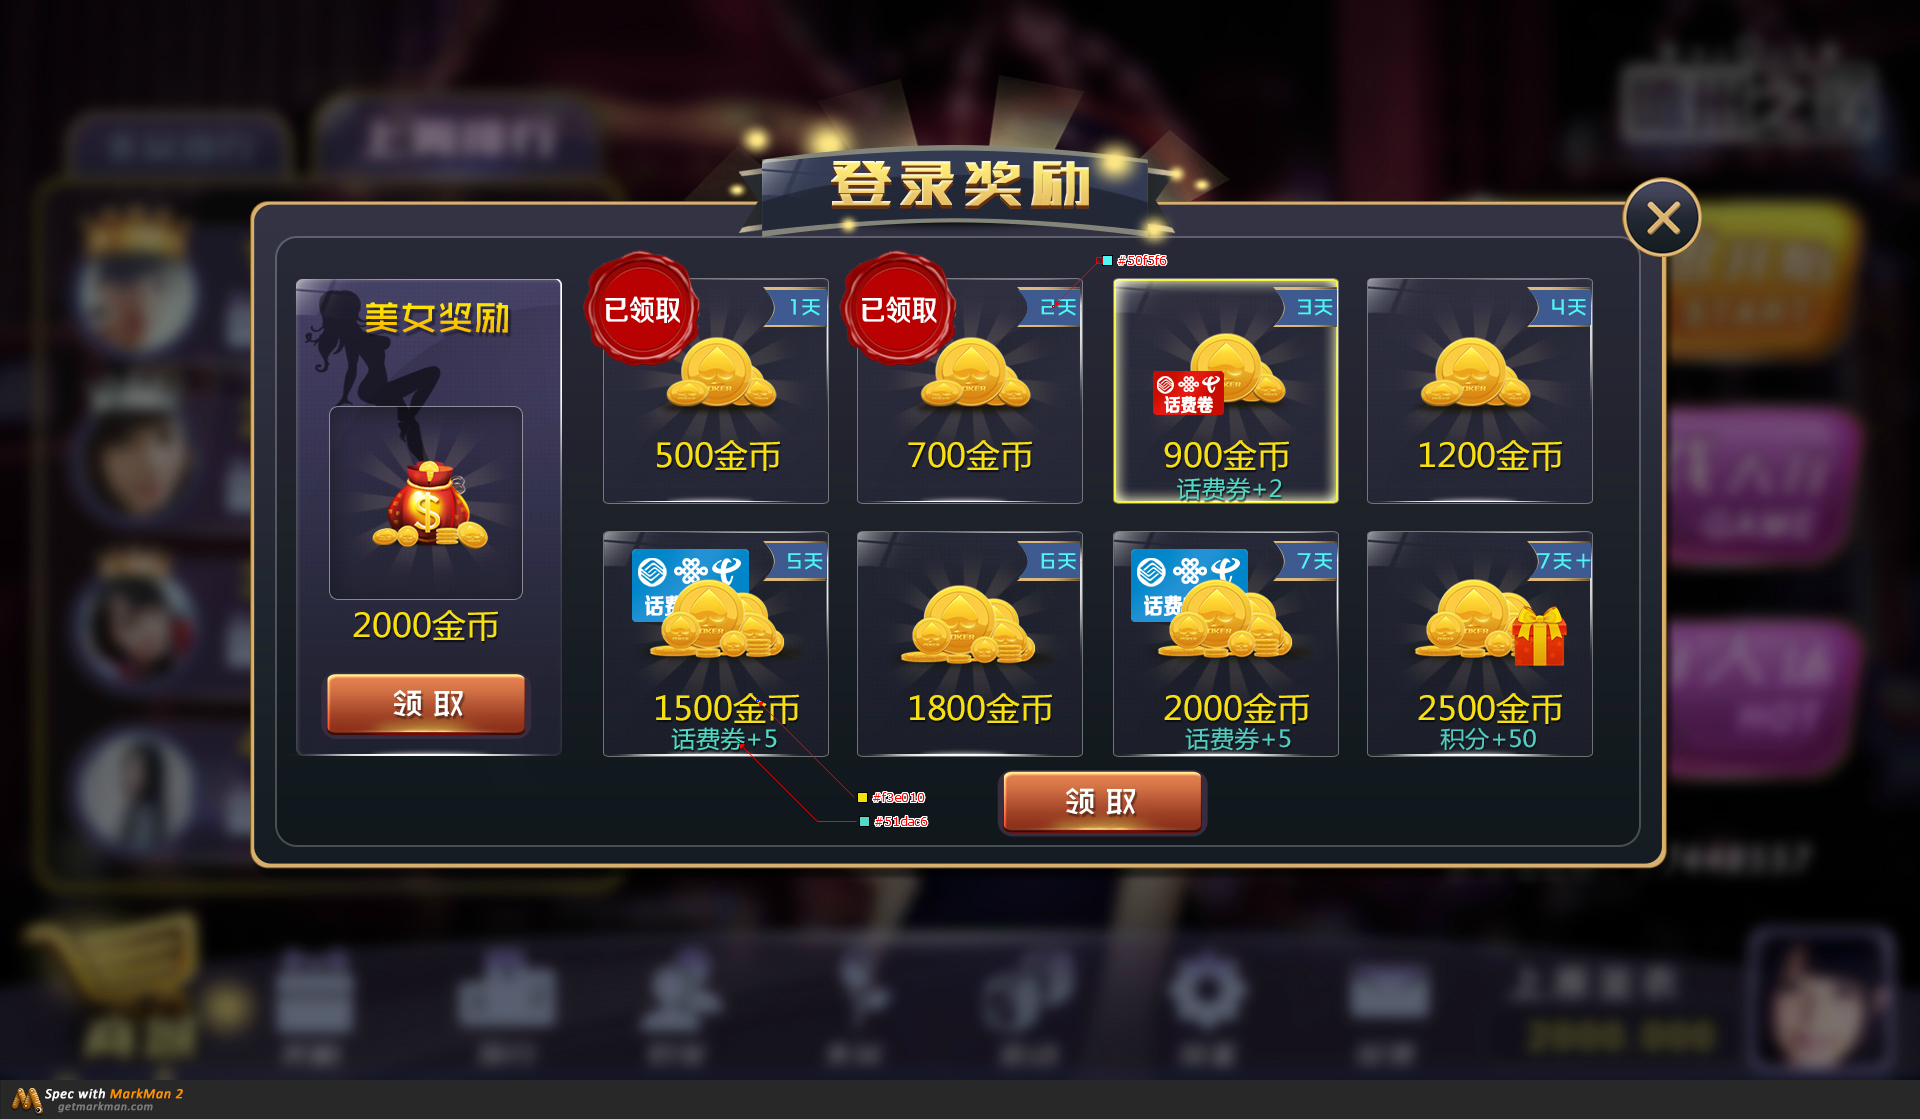 登录奖励
美女奖励
2000金币
领取
已领取
1天
500金币
已领取
2天
#50f5f6
700金币
3天
话费卷
900金币
话费券+2
4天
1200金币
5天
话费
1500金币
话费券+5
6天
1800金币
7天
话费
2000金币
话费券+5
7天+
2500金币
积分+50
#f3e010
#51dac6
领取
Spec with MarkMan 2
getmarkman.com